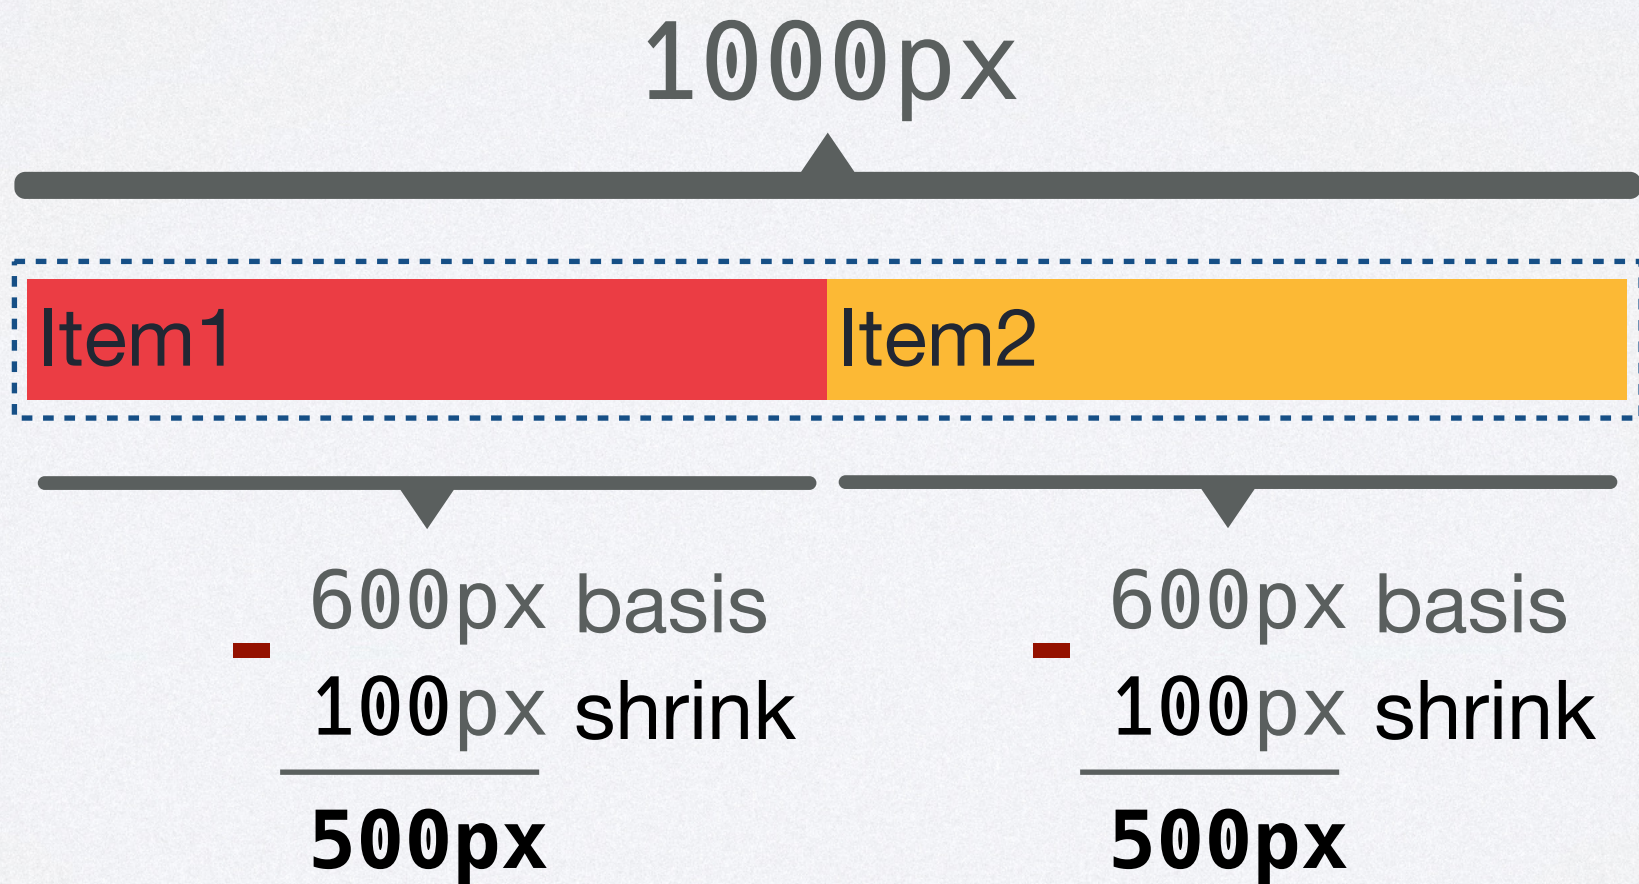 1000px
Item1 Item2
600px basis 600px basis
- 100px shrink - 100px shrink
500px 500px